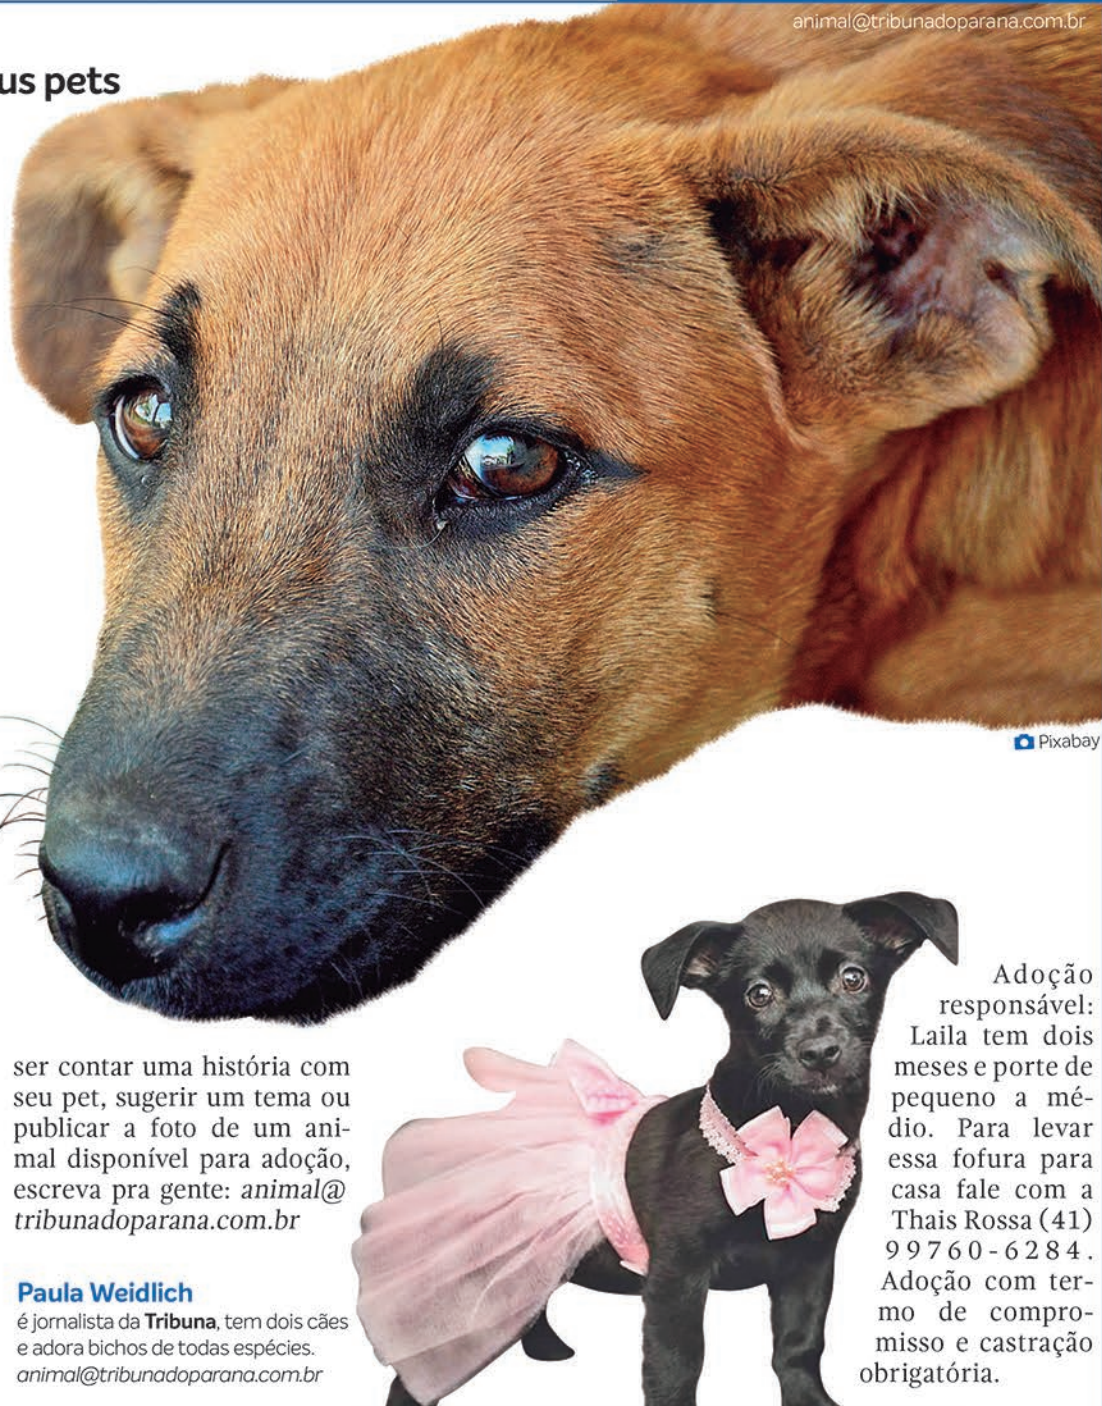 animal@tribunadoparana.com.br
us pets
Pixabay
ser contar uma história com
seu pet, sugerir um tema ou
publicar a foto de um ani-
mal disponível para adoção,
escreva pra gente: animal@
tribunadoparana.com.br
Paula Weidlich
é jornalista da Tribuna, tem dois cães
e adora bichos de todas espécies.
animal@tribunadoparana.com.br
Adoção
responsável:
Laila tem dois
meses e porte de
pequeno a mé-
dio. Para levar
essa fofura para
casa fale com a
Thais Rossa (41)
99760-6284.
Adoção com ter-
mo de compro-
misso e castração
obrigatória.